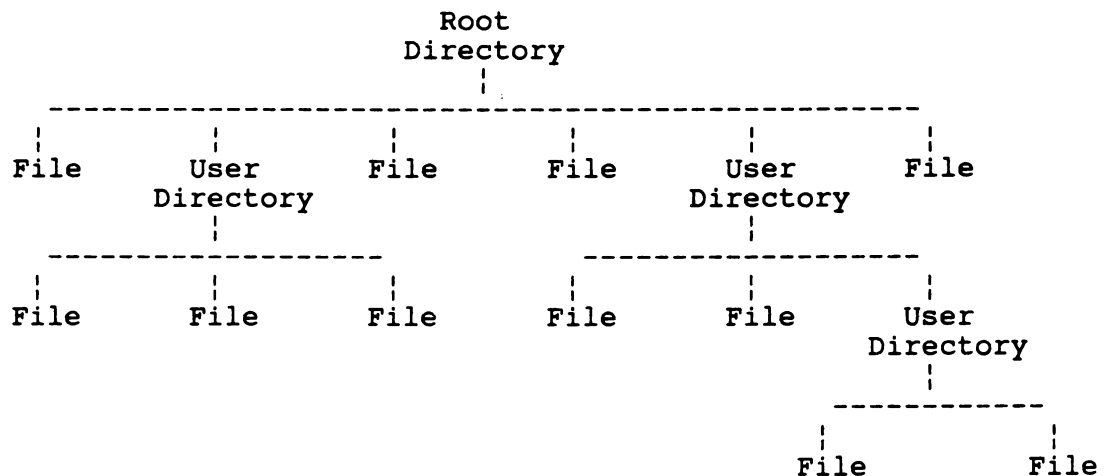 Root
Directory
File User File File User File
Directory Directory
File File File File File User
Directory
File File